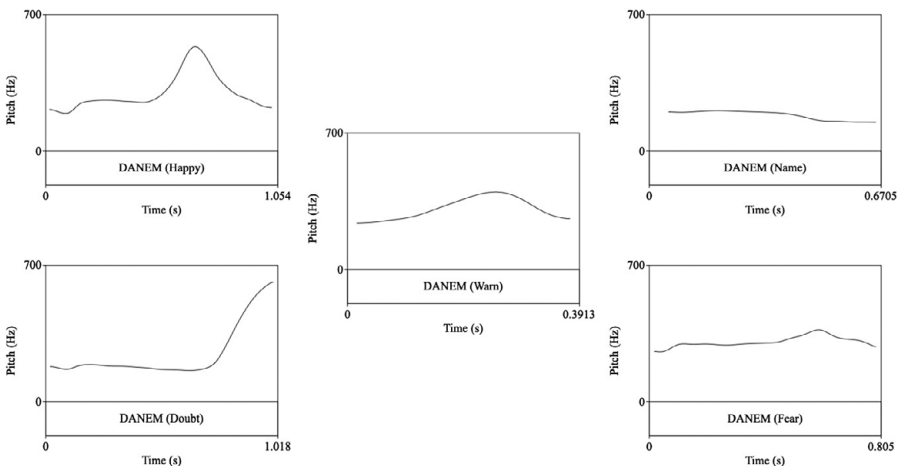 700
Pitch (Hz)
0
DANEM (Happy)
0 1.054
Time (s)
700
Pitch (Hz)
0
DANEM (Doubt)
0 1.018
Time (s)
700
Pitch (Hz)
0
DANEM (Warn)
0 0.3913
Time (s)
700
Pitch (Hz)
0
DANEM (Name)
0 0.6705
Time (s)
700
Pitch (Hz)
0
DANEM (Fear)
0 0.805
Time (s)